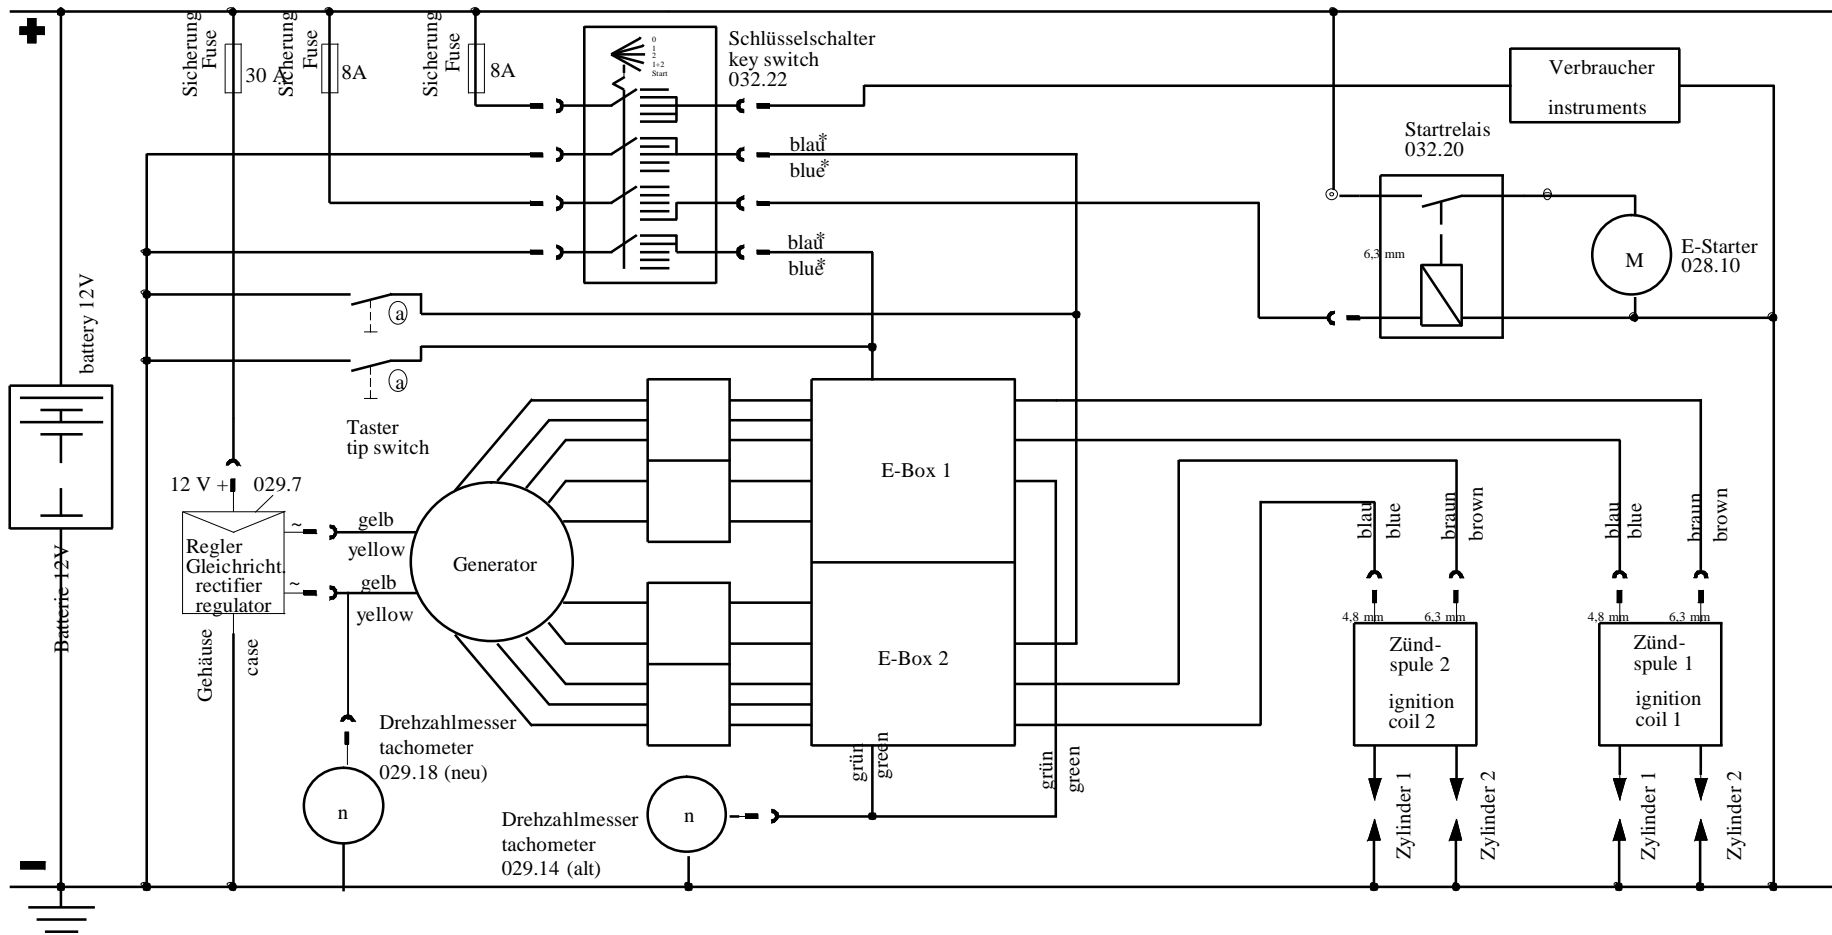 +
Sicherung
Fuse
30 A
Sicherung
Fuse
8A
Sicherung
Fuse
8A
0
1
2
1+2
Start
Schlüsselschalter
key switch
032.22
Verbraucher
instruments
Startrelais
032.20
blau*
blue*
blau*
blue*
6,3 mm
M
E-Starter
028.10
battery 12V
Batterie 12V
a
a
Taster
tip switch
12 V +
029.7
Regler
Gleichricht.
rectifier
regulator
~
~
gelb
yellow
gelb
yellow
Generator
E-Box 1
E-Box 2
Gehäuse
case
blau
blue
braun
brown
blau
blue
braun
brown
4,8 mm
6,3 mm
4,8 mm
6,3 mm
Zünd-
spule 2
ignition
coil 2
Zünd-
spule 1
ignition
coil 1
Drehzahlmesser
tachometer
029.18 (neu)
n
Drehzahlmesser
tachometer
029.14 (alt)
n
grün
green
grün
green
Zylinder 1
Zylinder 2
Zylinder 1
Zylinder 2
-